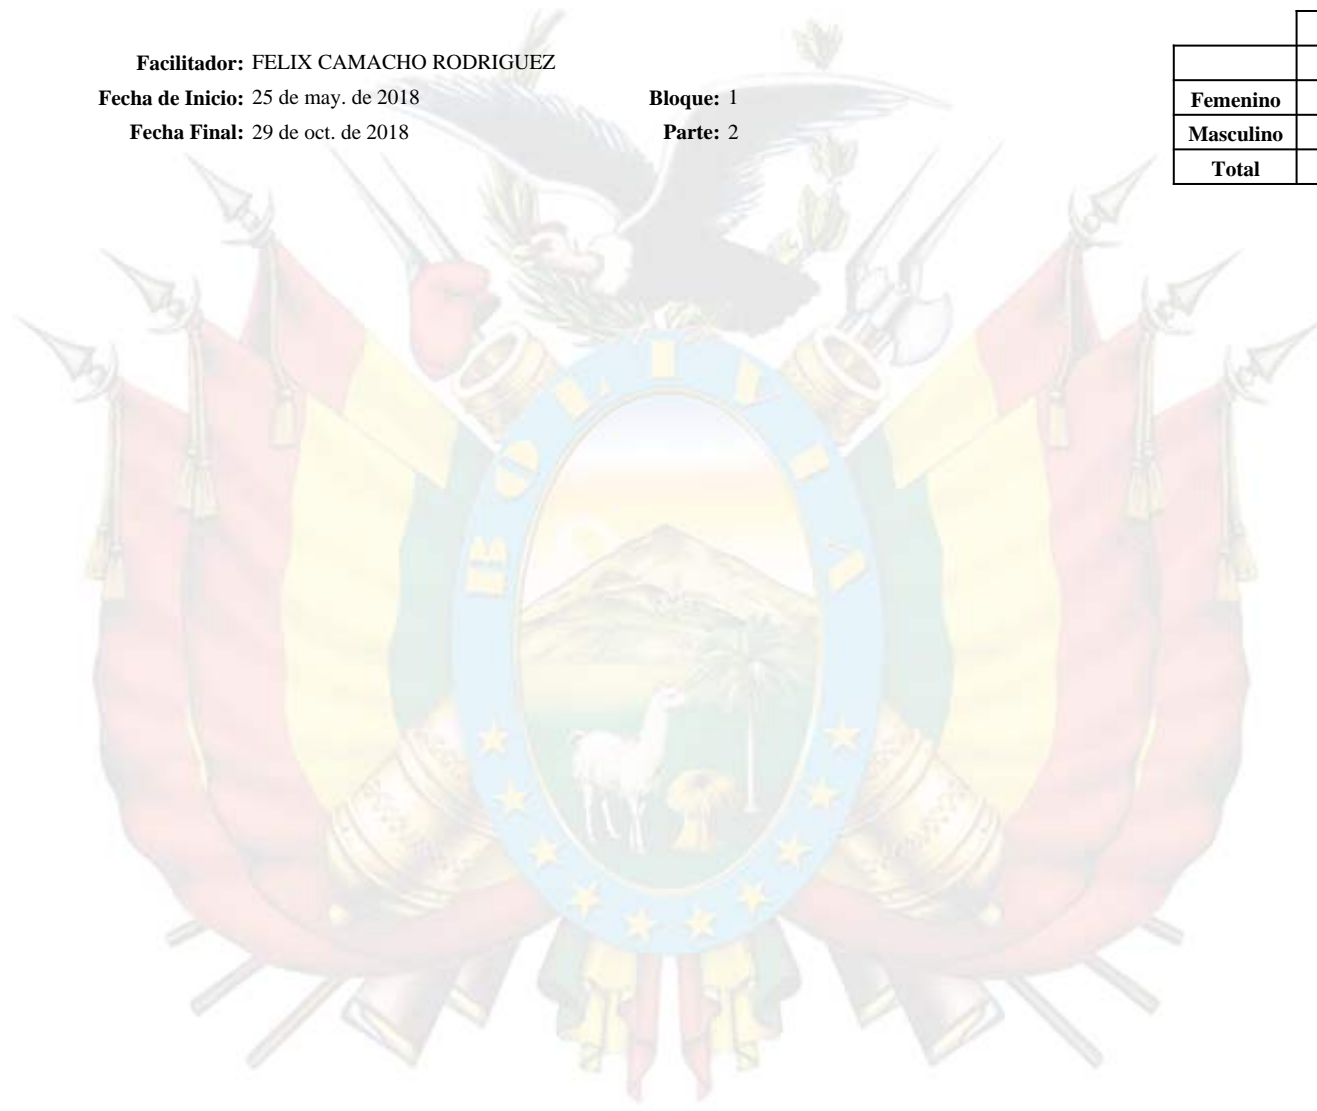 Facilitador: FELIX CAMACHO RODRIGUEZ
Fecha de Inicio: 25 de may. de 2018 Bloque: 1
Fecha Final: 29 de oct. de 2018 Parte: 2
Femenino
Masculino
Total
BOLIVIA